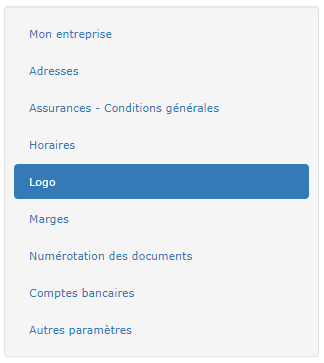 Mon entreprise
Adresses
Assurances - Conditions générales
Horaires
Logo
Marges
Numérotation des documents
Comptes bancaires
Autres paramètres